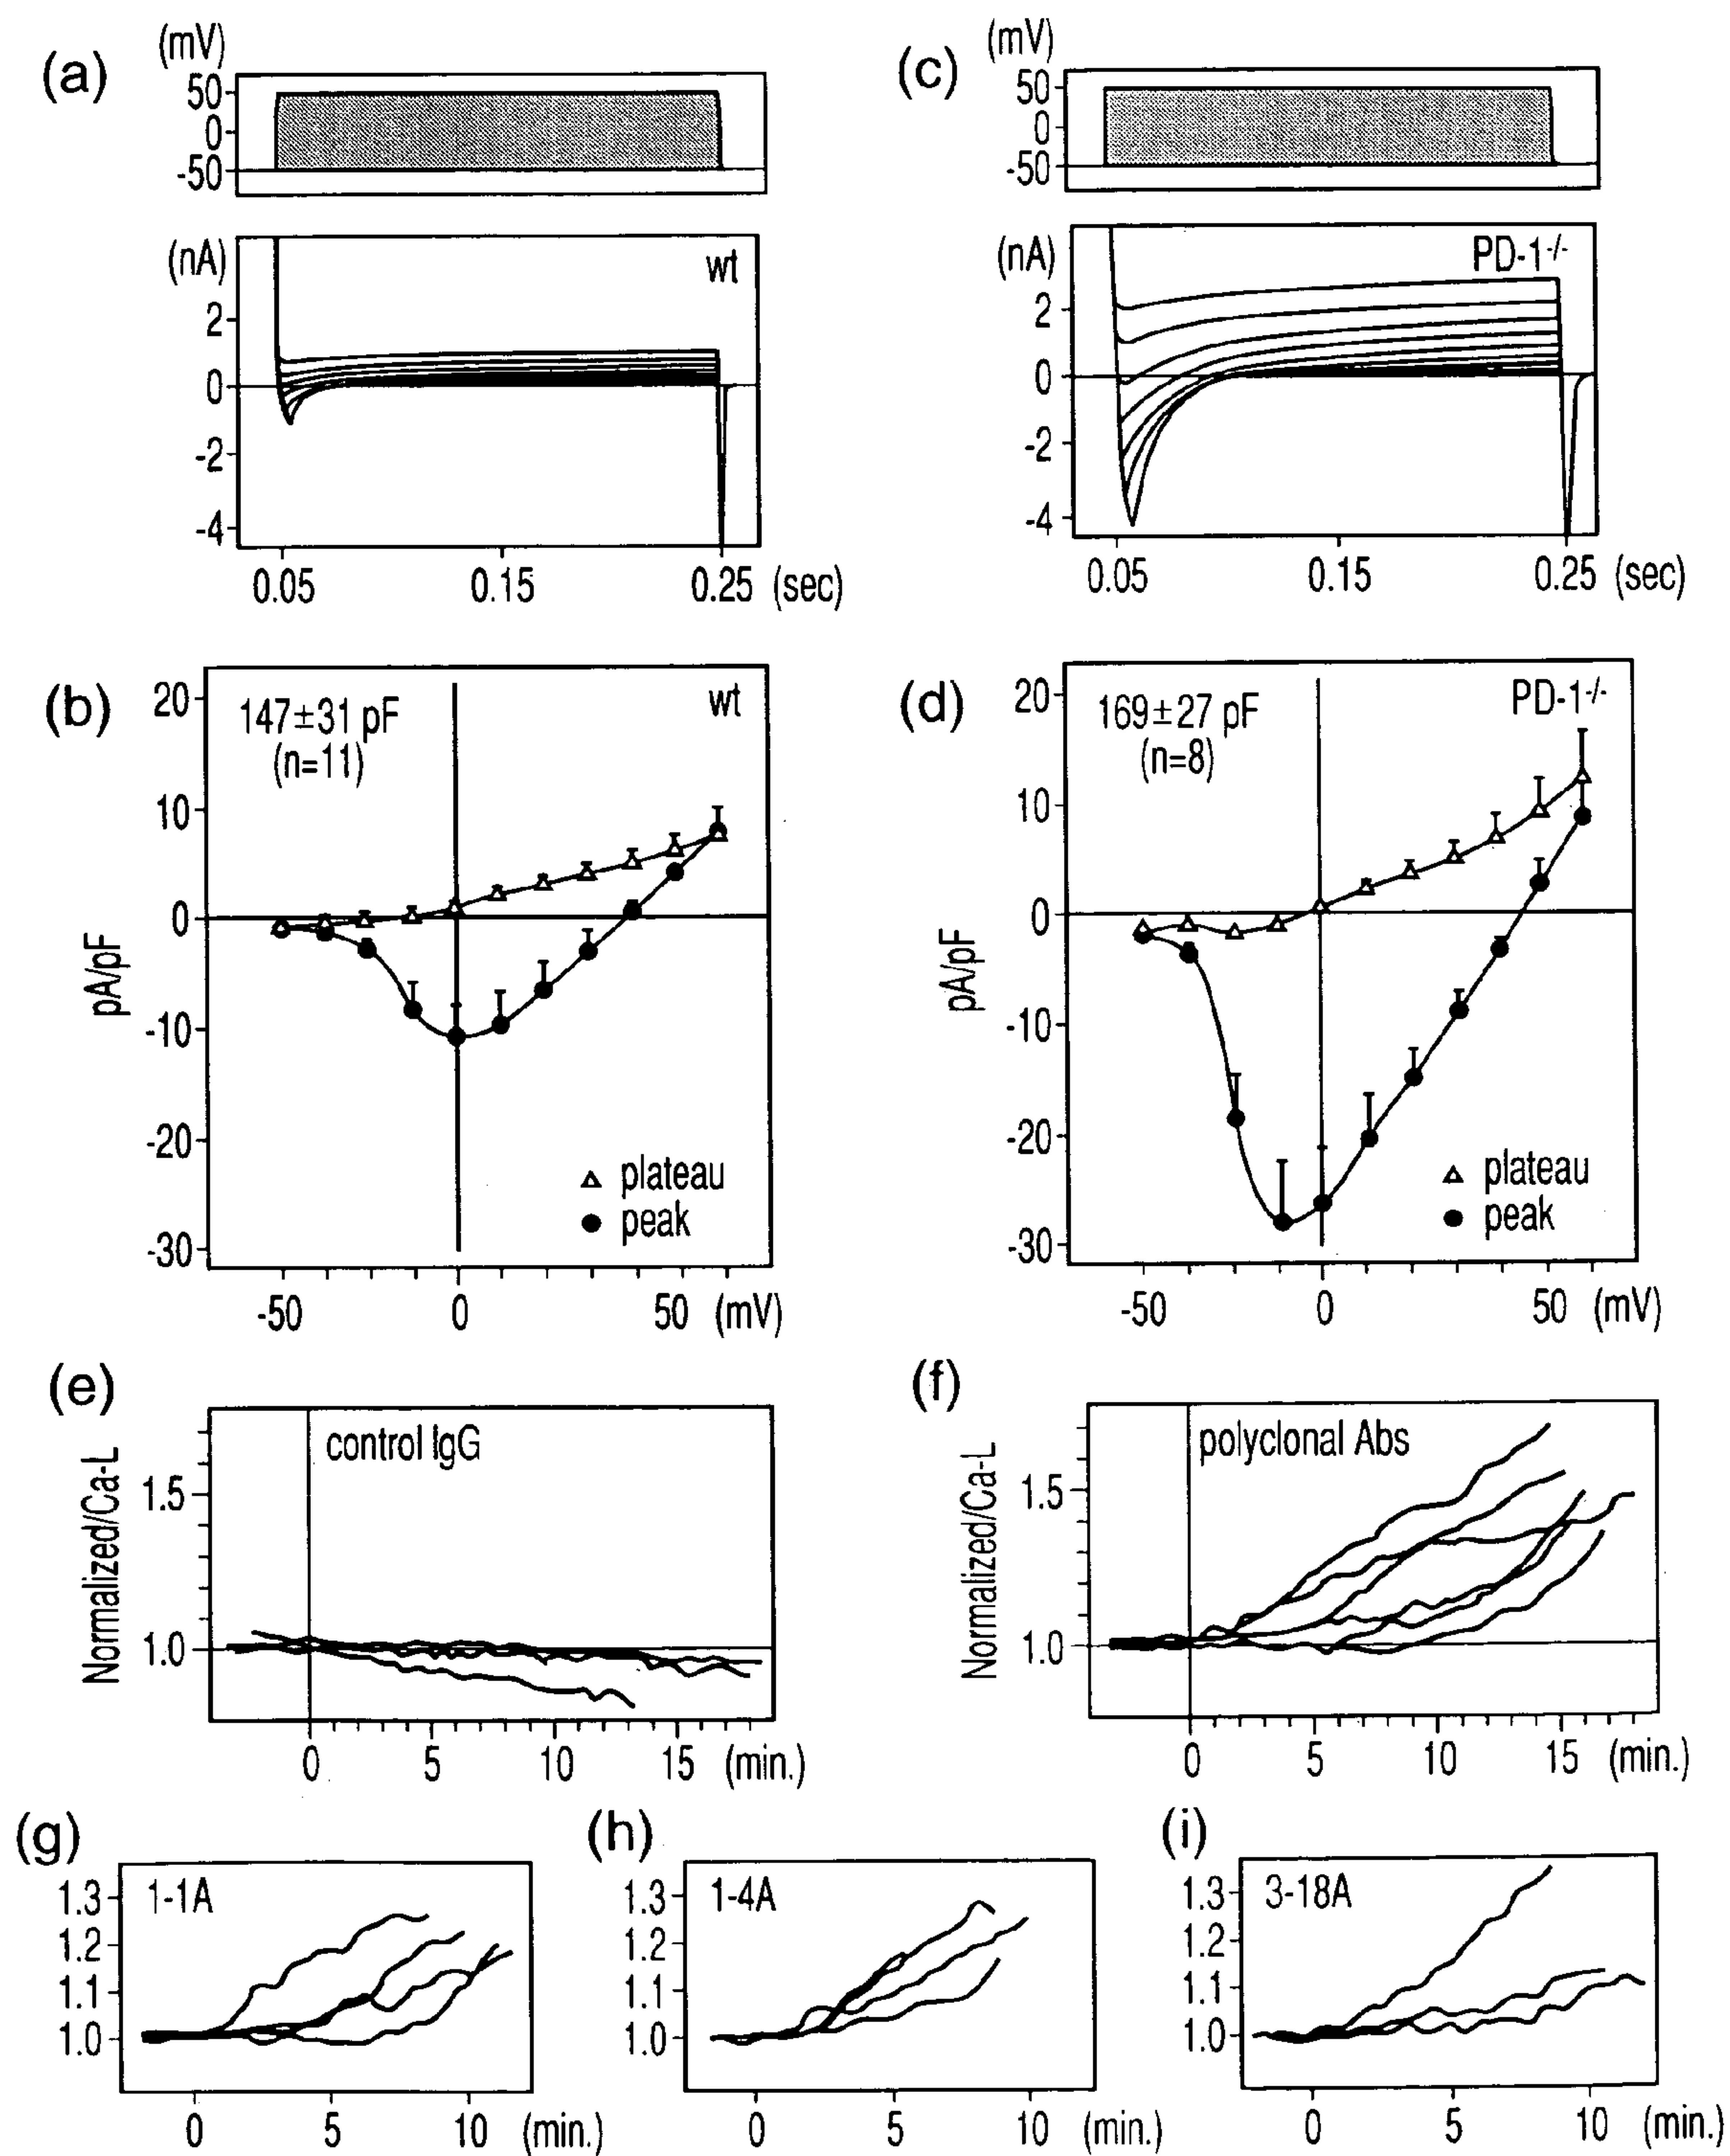 (a)
(mV)
50
0
-50
(nA)
wt
2
0
-2
-4
0.05 0.15 0.25 (sec)
(c)
(mV)
50
0
-50
(nA)
PD-1-/-
2
0
-2
-4
0.05 0.15 0.25 (sec)
(b)
147±31 pF
(n=11)
wt
20
10
0
-10
-20
-30
pA/pF
plateau
peak
-50 0 50 (mV)
(d)
169±27 pF
(n=8)
PD-1-/-
20
10
0
-10
-20
-30
pA/pF
plateau
peak
-50 0 50 (mV)
(e)
control IgG
Normalized/Ca-L
1.5
1.0
0 5 10 15 (min.)
(f)
polyclonal Abs
Normalized/Ca-L
1.5
1.0
0 5 10 15 (min.)
(g)
1-1A
1.3
1.2
1.1
1.0
0 5 10 (min.)
(h)
1-4A
1.3
1.2
1.1
1.0
0 5 10 (min.)
(i)
3-18A
1.3
1.2
1.1
1.0
0 5 10 (min.)